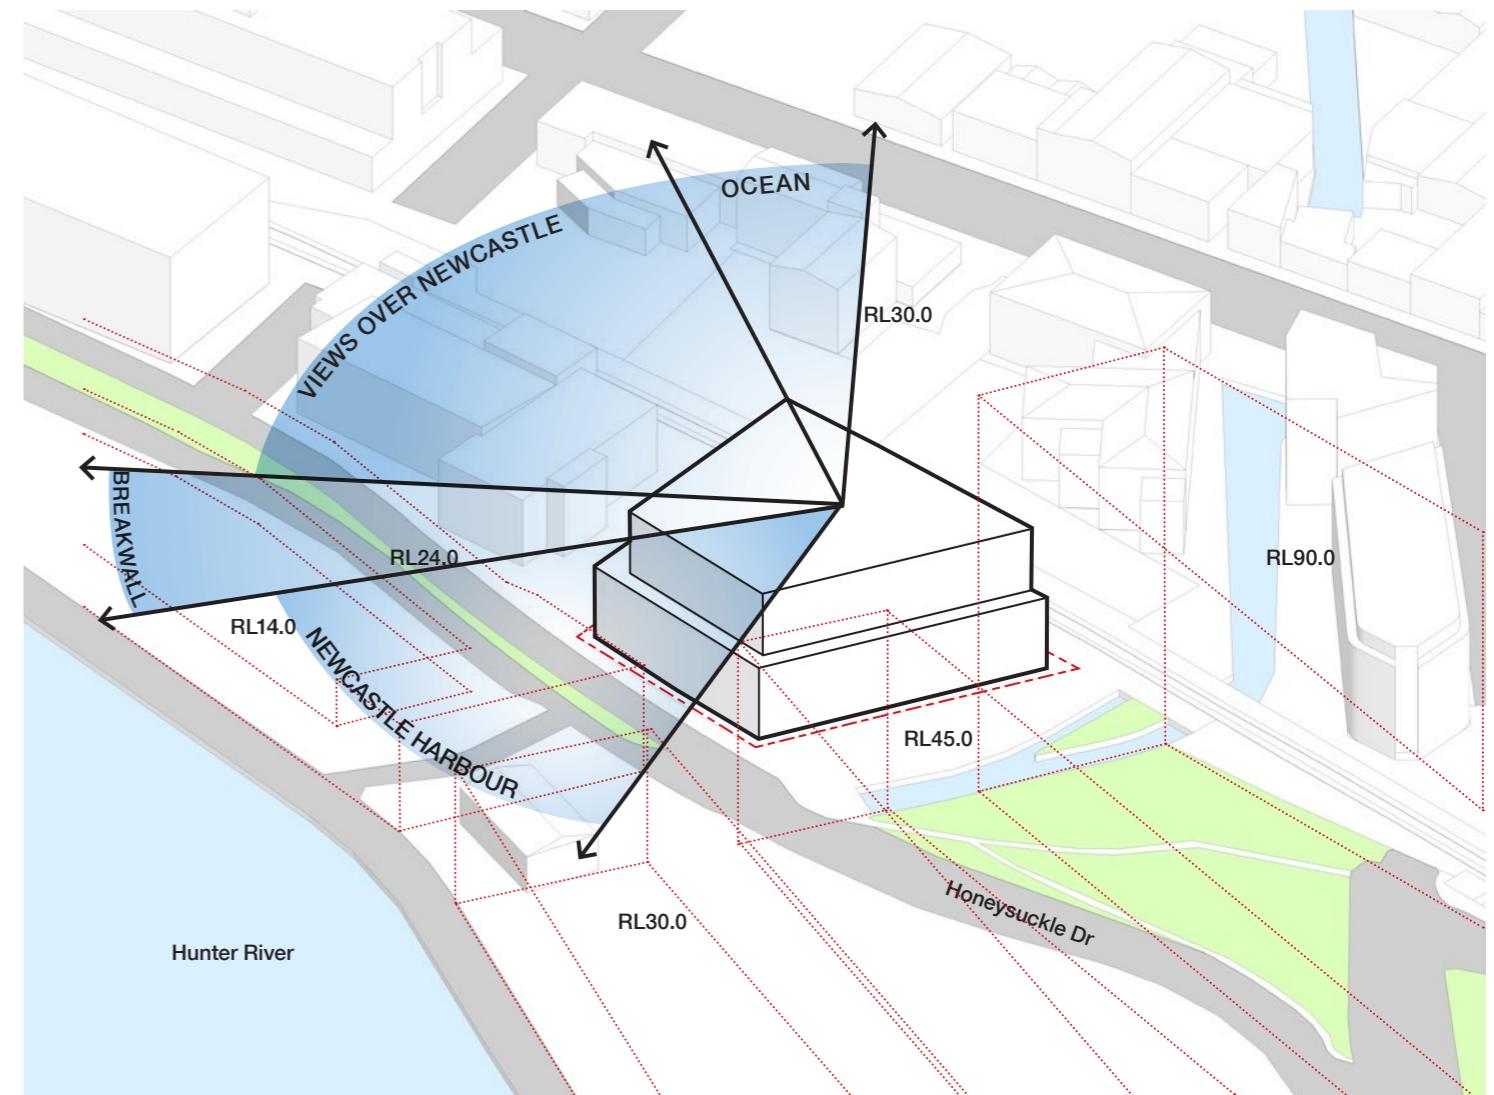 OCEAN
VIEWS OVER NEWCASTLE
RL30.0
BREAKWALL
RL24.0
RL90.0
RL14.0
NEWCASTLE HARBOUR
RL45.0
RL30.0
Honeysuckle Dr
Hunter River